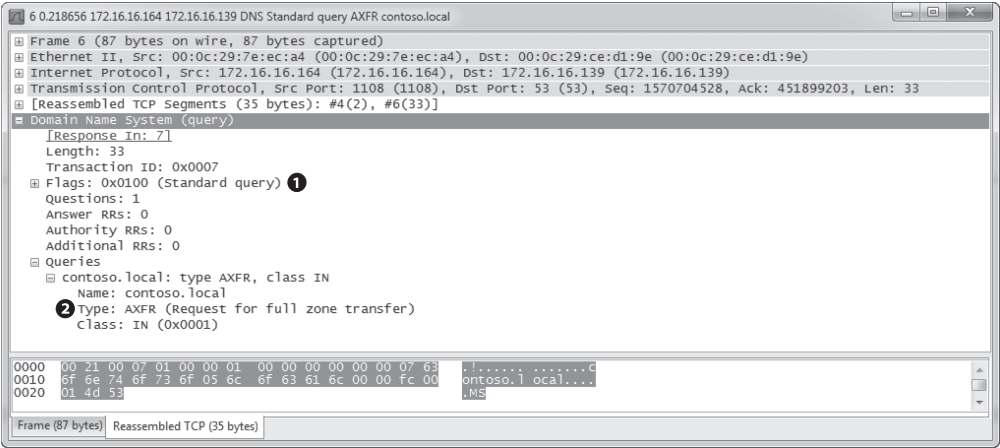 6 0.218656 172.16.16.164 172.16.16.139 DNS Standard query AXFR contoso.local
Frame 6 (87 bytes on wire, 87 bytes captured)
Ethernet II, Src: 00:0c:29:7e:ec:a4 (00:0c:29:7e:ec:a4), Dst: 00:0c:29:ce:d1:9e (00:0c:29:ce:d1:9e)
Internet Protocol, Src: 172.16.16.164 (172.16.16.164), Dst: 172.16.16.139 (172.16.16.139)
Transmission Control Protocol, Src Port: 1108 (1108), Dst Port: 53 (53), Seq: 1570704528, Ack: 451899203, Len: 33
[Reassembled TCP Segments (35 bytes): #4(2), #6(33)]
Domain Name System (query)
[Response In: 7]
Length: 33
Transaction ID: 0x0007
Flags: 0x0100 (Standard query) 1
Questions: 1
Answer RRs: 0
Authority RRs: 0
Additional RRs: 0
Queries
contoso.local: type AXFR, class IN
Name: contoso.local
2 Type: AXFR (Request for full zone transfer)
Class: IN (0x0001)
0000 00 21 00 07 01 00 00 01 00 00 00 00 00 00 07 63 .!...... .......c
0010 6f 6e 74 6f 73 6f 05 6c 6f 63 61 6c 00 00 fc 00 ontoso.l ocal....
0020 01 4d 53 .MS
Frame (87 bytes) Reassembled TCP (35 bytes)